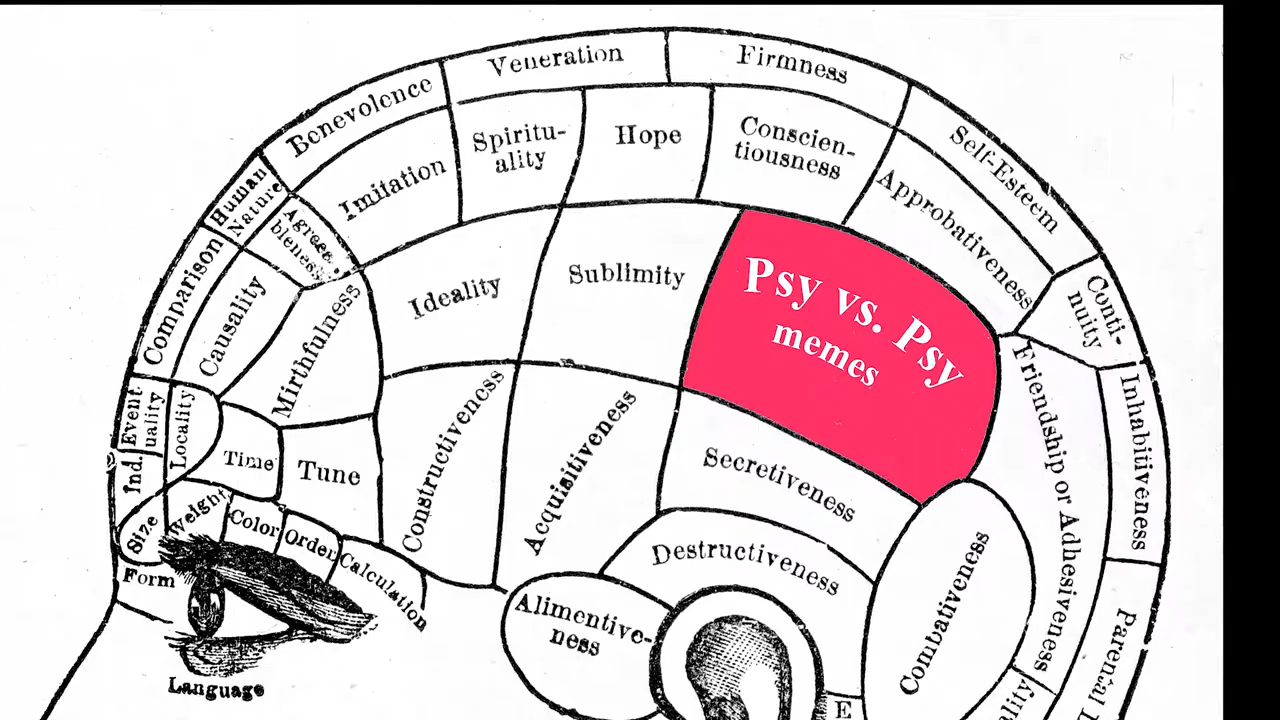 Veneration
Firmness
Benevolence
Self-Esteem
Human
Nature
Imitation
Spiritu-
ality
Hope
Conscien-
tiousness
Approbativeness
Comparison
Agreea-
bleness
Causality
Mirthfulness
Ideality
Sublimity
Psy vs. Psy
memes
Conti-
nuity
Event
uality
Locality
Ind.
Time
Tune
Constructiveness
Acquisitiveness
Secretiveness
Friendship or Adhesiveness
Inhabitiveness
Size
Weight
Color
Order
Calculation
Form
Destructiveness
Combativeness
Alimentive-
ness
Language
Parental
E
ality